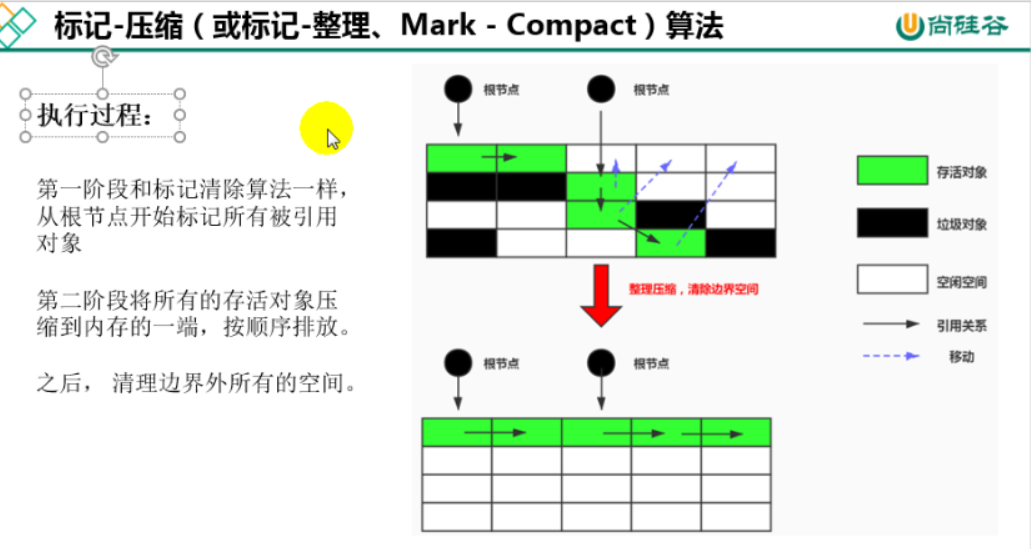 标记-压缩（或标记-整理、Mark - Compact）算法
尚硅谷
执行过程：
第一阶段和标记清除算法一样，
从根节点开始标记所有被引用
对象
第二阶段将所有的存活对象压
缩到内存的一端，按顺序排放。
之后， 清理边界外所有的空间。
根节点
根节点
存活对象
垃圾对象
空闲空间
引用关系
移动
整理压缩，清除边界空间
根节点
根节点